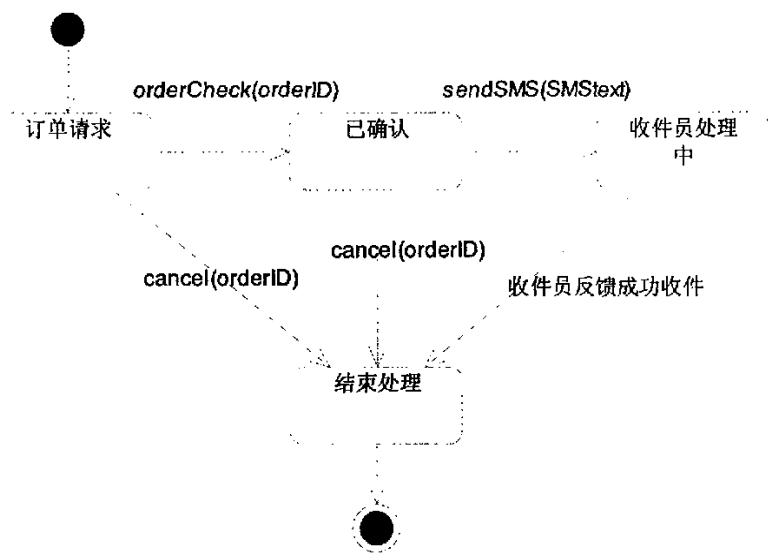 orderCheck(orderID)
sendSMS(SMStext)
订单请求
已确认
收件员处理
中
cancel(orderID)
cancel(orderID)
收件员反馈成功收件
结束处理